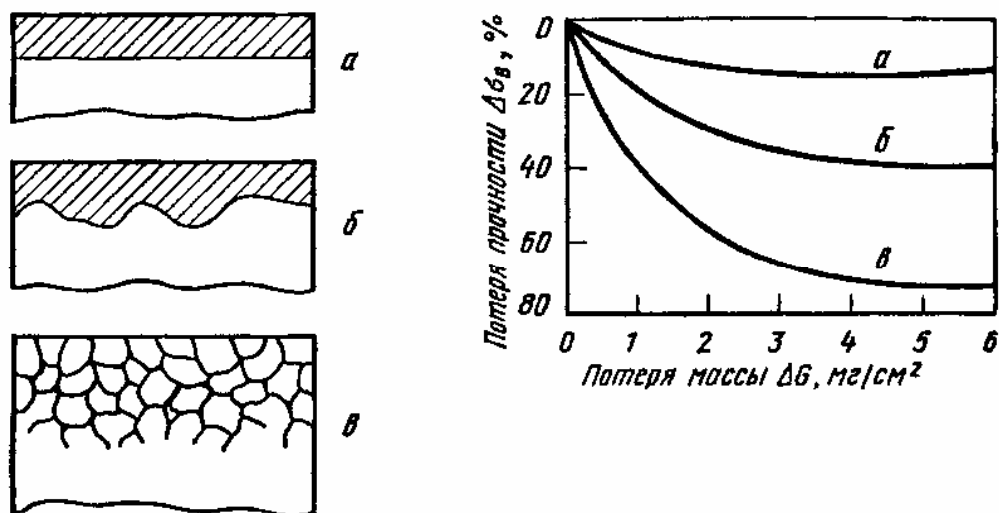 а
б
в
Потеря прочности Δσв, %
0
20
40
60
80
а
б
в
0 1 2 3 4 5 6
Потеря массы ΔG, мг/см²